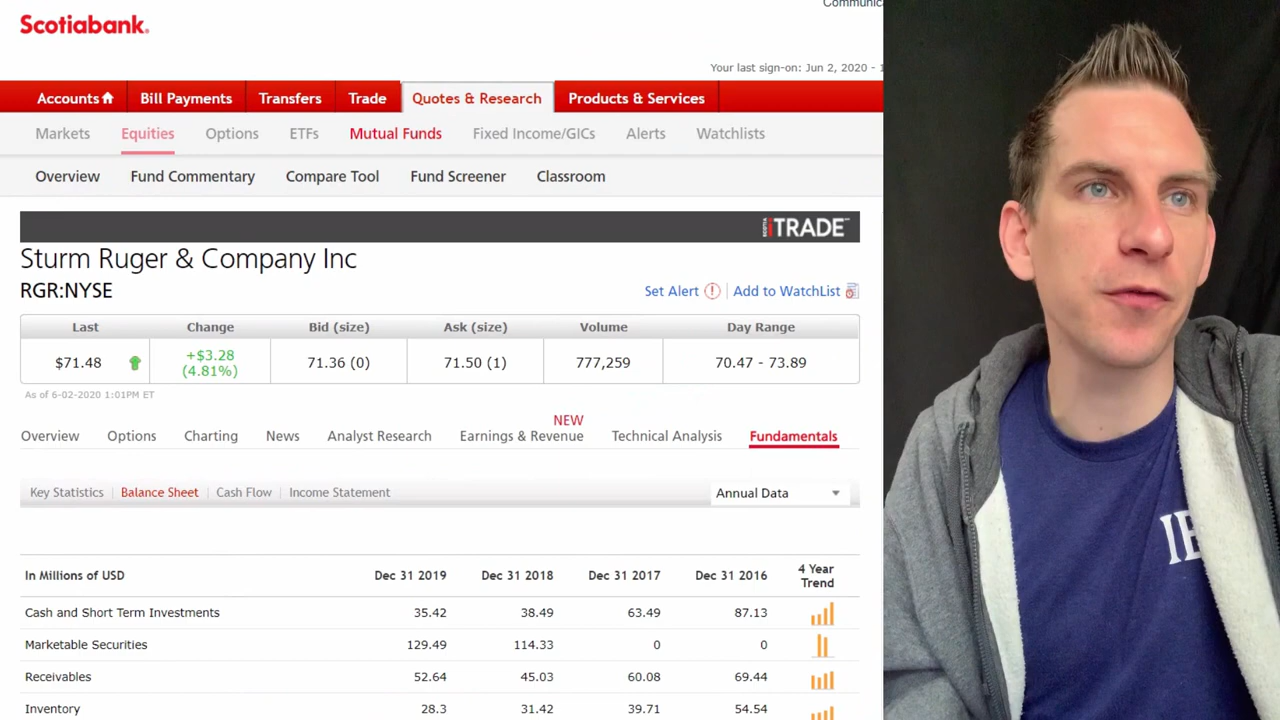 Communica
Scotiabank.
Your last sign-on: Jun 2, 2020 - 1
Accounts Bill Payments Transfers Trade Quotes & Research Products & Services
Markets Equities Options ETFs Mutual Funds Fixed Income/GICs Alerts Watchlists
Overview Fund Commentary Compare Tool Fund Screener Classroom
SCOTIA iTRADE
Sturm Ruger & Company Inc
RGR:NYSE
Set Alert Add to WatchList
Last Change Bid (size) Ask (size) Volume Day Range
$71.48 +$3.28 (4.81%) 71.36 (0) 71.50 (1) 777,259 70.47 - 73.89
As of 6-02-2020 1:01PM ET
NEW
Overview Options Charting News Analyst Research Earnings & Revenue Technical Analysis Fundamentals
Key Statistics Balance Sheet Cash Flow Income Statement Annual Data
In Millions of USD Dec 31 2019 Dec 31 2018 Dec 31 2017 Dec 31 2016 4 Year Trend
Cash and Short Term Investments 35.42 38.49 63.49 87.13
Marketable Securities 129.49 114.33 0 0
Receivables 52.64 45.03 60.08 69.44
Inventory 28.3 31.42 39.71 54.54
IE